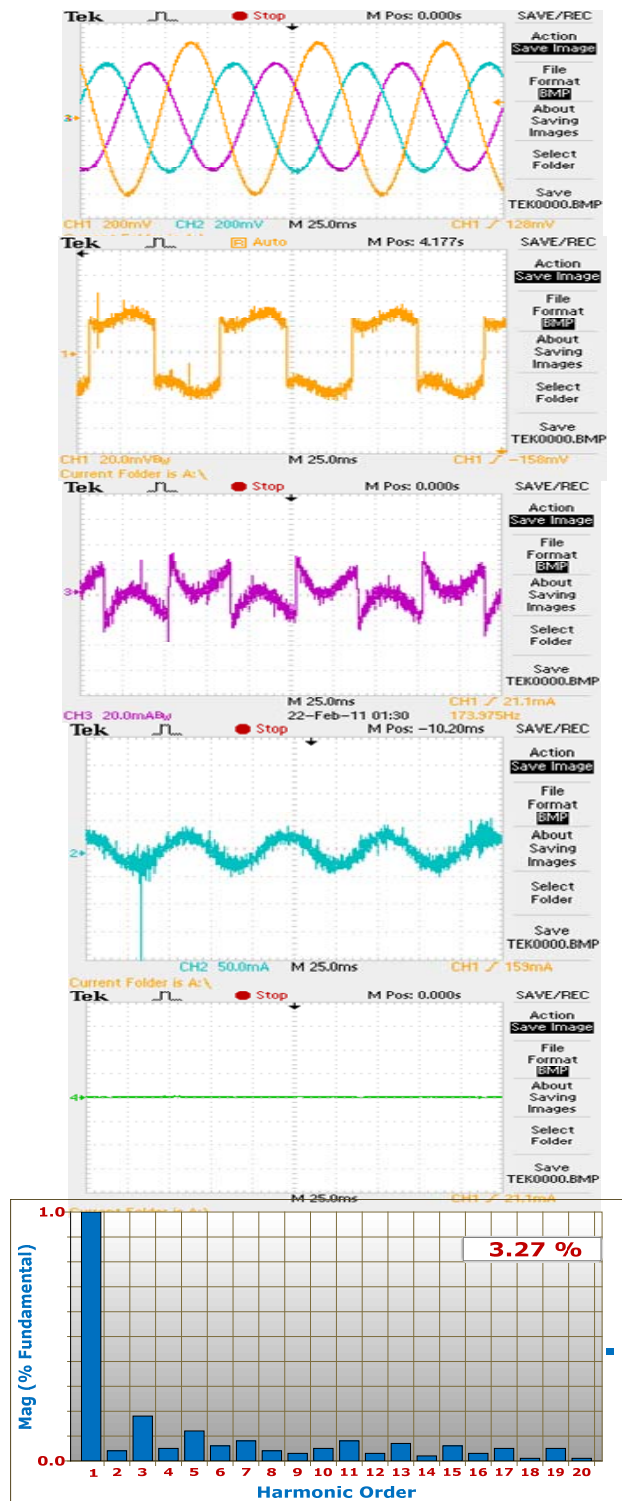 Tek Stop M Pos: 0.000s SAVE/REC
Action
Save Image
File
Format
BMP
About
Saving
Images
Select
Folder
Save
TEK0000.BMP
3
CH1 200mV CH2 200mV M 25.0ms CH1 128mV
Tek R Auto M Pos: 4.177s SAVE/REC
Action
Save Image
File
Format
BMP
About
Saving
Images
Select
Folder
Save
TEK0000.BMP
1
CH1 20.0mVBw M 25.0ms CH1 -158mV
Current Folder is A:\
Tek Stop M Pos: 0.000s SAVE/REC
Action
Save Image
File
Format
BMP
About
Saving
Images
Select
Folder
Save
TEK0000.BMP
3
M 25.0ms CH1 21.1mA
CH3 20.0mABw 22-Feb-11 01:30 173.975Hz
Tek Stop M Pos: -10.20ms SAVE/REC
Action
Save Image
File
Format
BMP
About
Saving
Images
Select
Folder
Save
TEK0000.BMP
2
CH2 50.0mA M 25.0ms CH1 159mA
Current Folder is A:\
Tek Stop M Pos: 0.000s SAVE/REC
Action
Save Image
File
Format
BMP
About
Saving
Images
Select
Folder
Save
TEK0000.BMP
4
M 25.0ms CH1 21.1mA
1.0
3.27 %
Mag (% Fundamental)
0.0
1 2 3 4 5 6 7 8 9 10 11 12 13 14 15 16 17 18 19 20
Harmonic Order